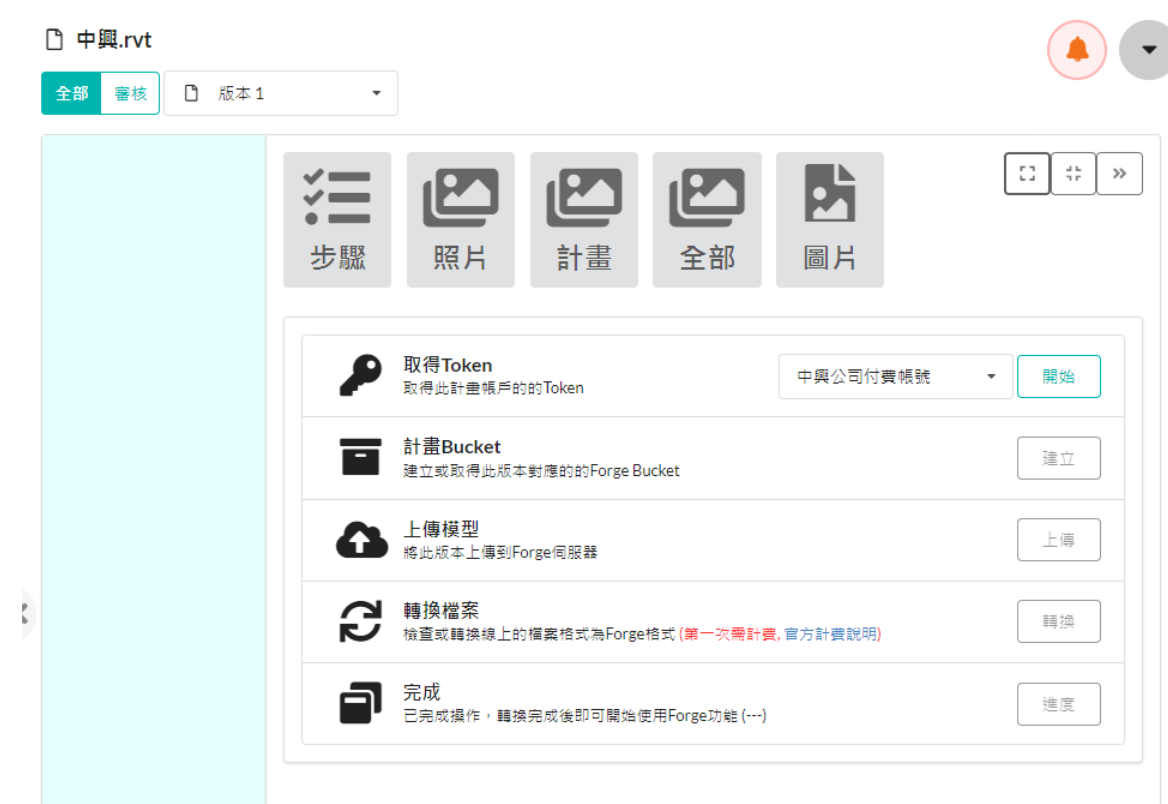 中興.rvt
全部 審核 版本 1
步驟 照片 計畫 全部 圖片
取得Token
取得此計畫帳戶的的Token
中興公司付費帳號 開始
計畫Bucket
建立或取得此版本對應的的Forge Bucket
建立
上傳模型
將此版本上傳到Forge伺服器
上傳
轉換檔案
檢查或轉換線上的檔案格式為Forge格式 (第一次需計費, 官方計費說明)
轉換
完成
已完成操作，轉換完成後即可開始使用Forge功能 (---)
進度